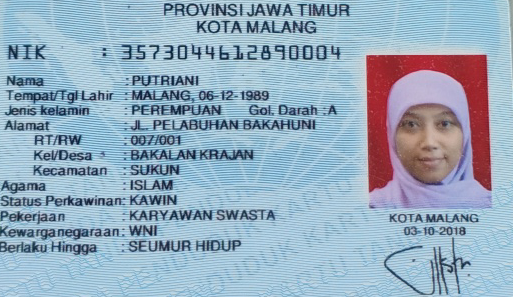 PROVINSI JAWA TIMUR
KOTA MALANG
NIK : 3573044612890004
Nama : PUTRIANI
Tempat/Tgl Lahir : MALANG, 06-12-1989
Jenis kelamin : PEREMPUAN Gol. Darah :A
Alamat : JL. PELABUHAN BAKAHUNI
RT/RW : 007/001
Kel/Desa : BAKALAN KRAJAN
Kecamatan : SUKUN
Agama : ISLAM
Status Perkawinan: KAWIN
Pekerjaan : KARYAWAN SWASTA
Kewarganegaraan: WNI
Berlaku Hingga : SEUMUR HIDUP
KOTA MALANG
03-10-2018